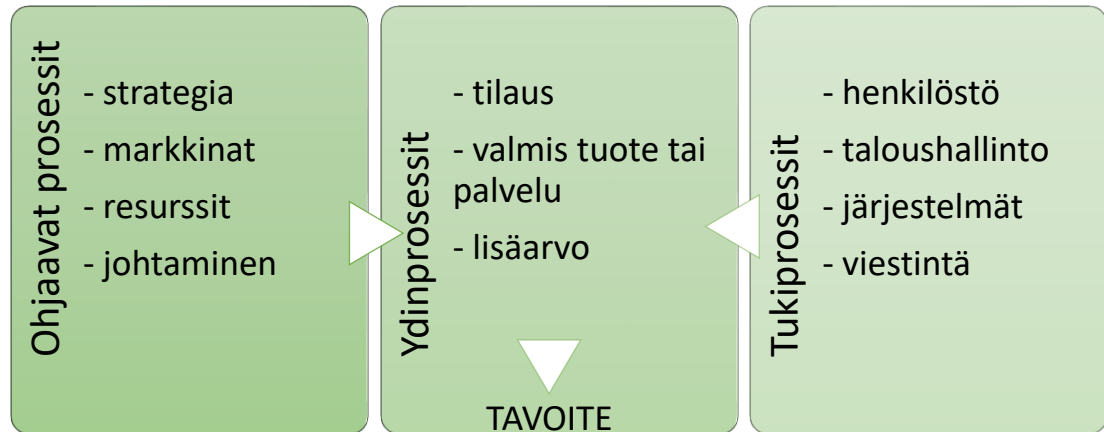 Ohjaavat prosessit
- strategia
- markkinat
- resurssit
- johtaminen
Ydinprosessit
- tilaus
- valmis tuote tai
palvelu
- lisäarvo
TAVOITE
Tukiprosessit
- henkilöstö
- taloushallinto
- järjestelmät
- viestintä